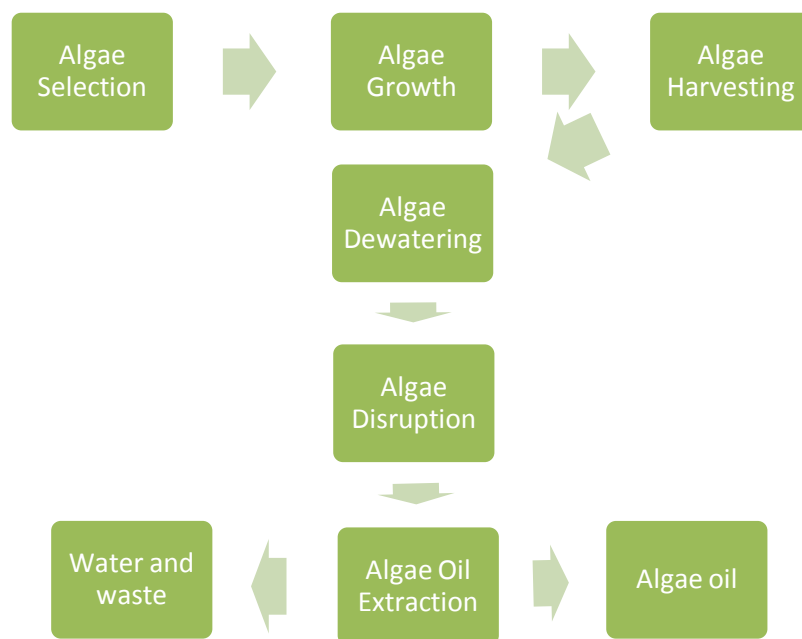 Algae
Selection
Algae
Growth
Algae
Harvesting
Algae
Dewatering
Algae
Disruption
Water and
waste
Algae Oil
Extraction
Algae oil